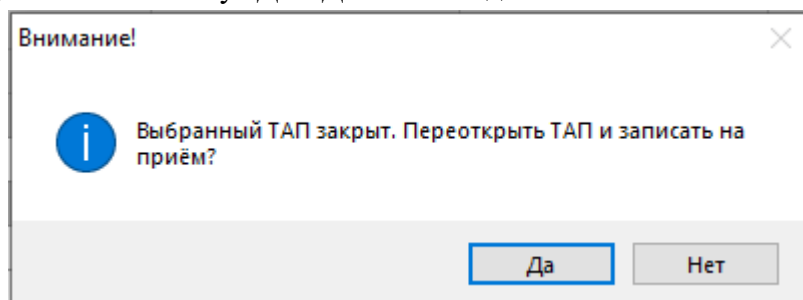 Внимание!
Выбранный ТАП закрыт. Переоткрыть ТАП и записать на
приём?
Да
Нет